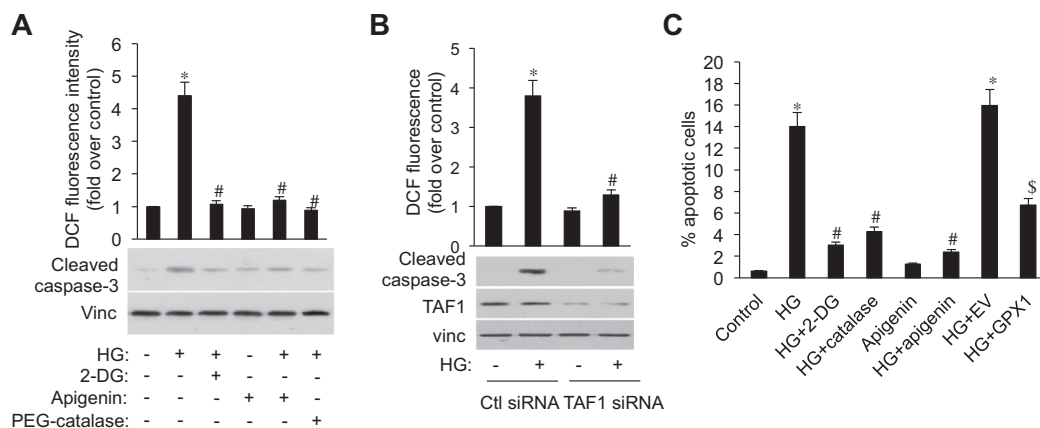 A
DCF fluorescence intensity
(fold over control)
6
5
4
3
2
1
0
*
#
#
#
Cleaved
caspase-3
Vinc
HG: - + + - + +
2-DG: - - + - - -
Apigenin: - - - + + -
PEG-catalase: - - - - - +
B
DCF fluorescence
(fold over control)
5
4
3
2
1
0
*
#
Cleaved
caspase-3
TAF1
vinc
HG: - + - +
Ctl siRNA TAF1 siRNA
C
% apoptotic cells
20
18
16
14
12
10
8
6
4
2
0
*
#
#
#
*
$
Control
HG
HG+2-DG
HG+catalase
Apigenin
HG+apigenin
HG+EV
HG+GPX1